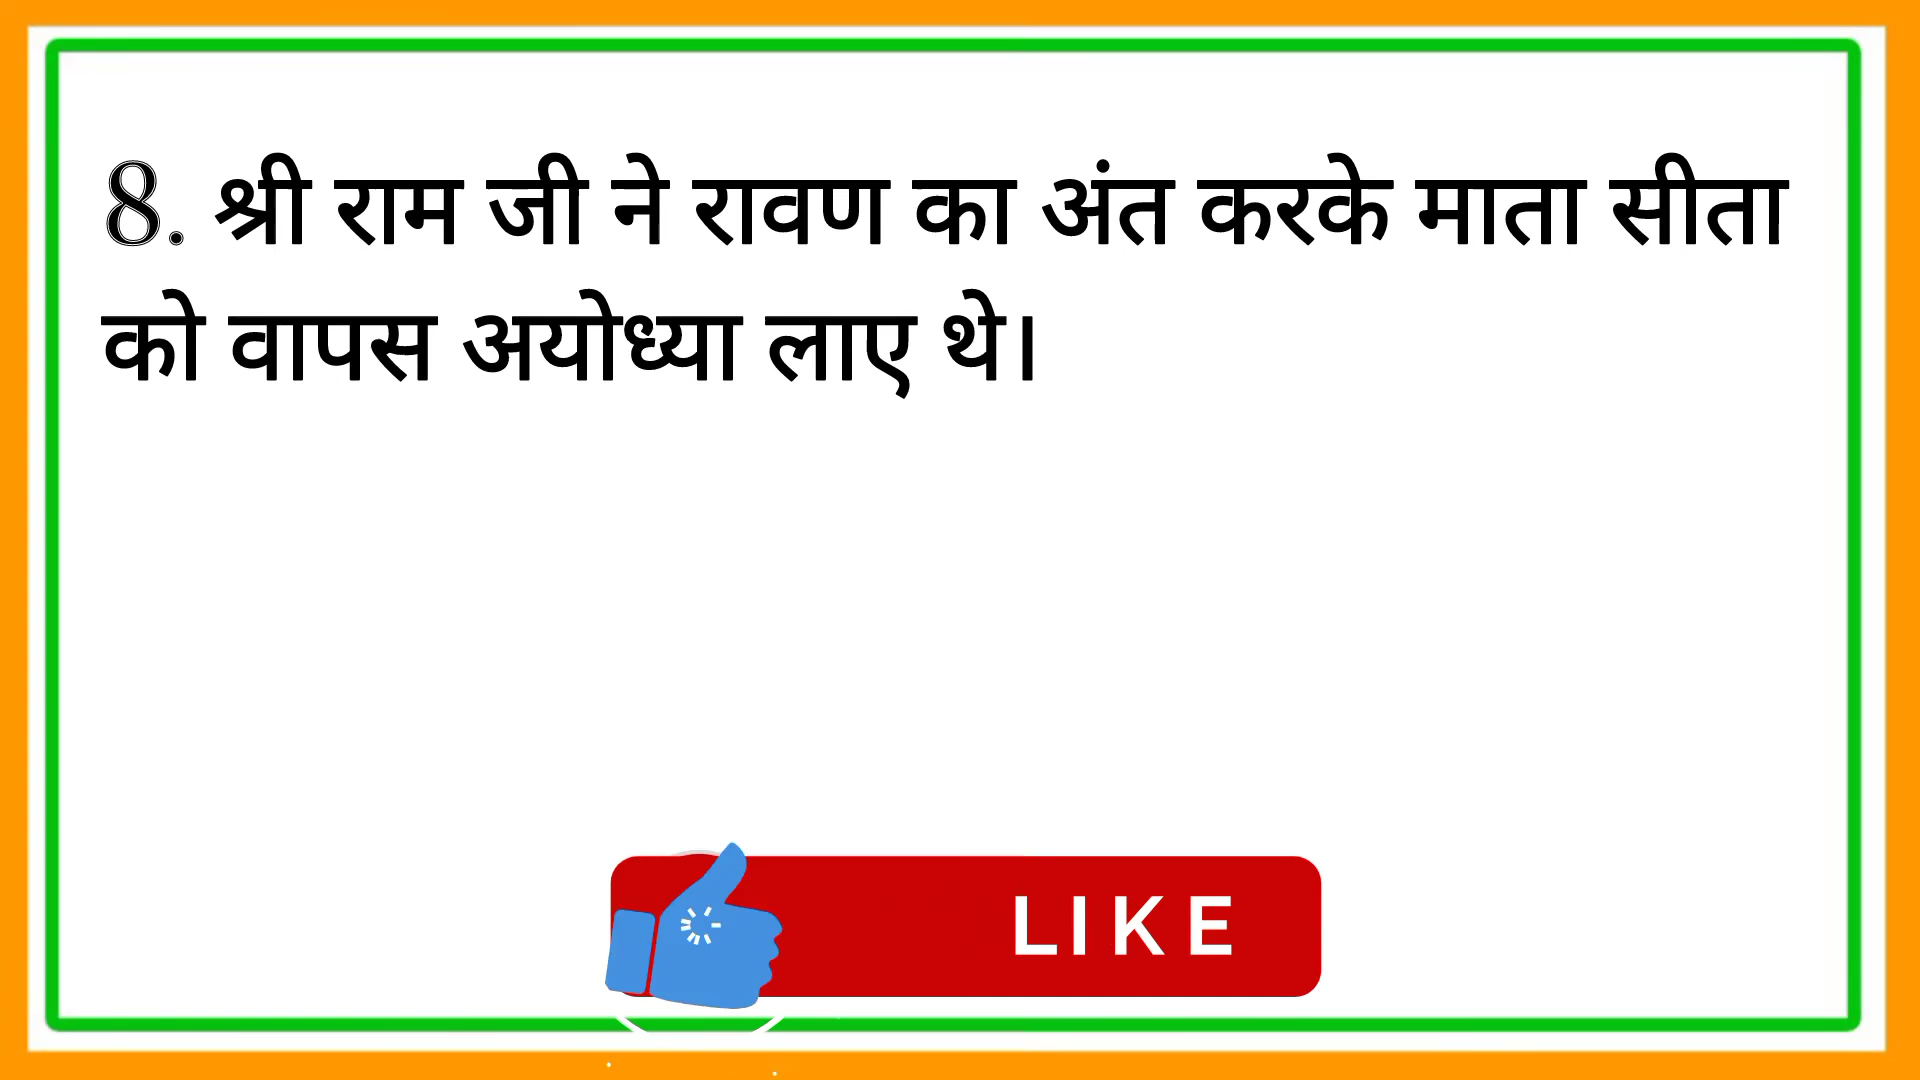 8. श्री राम जी ने रावण का अंत करके माता सीता
को वापस अयोध्या लाए थे।
LIKE